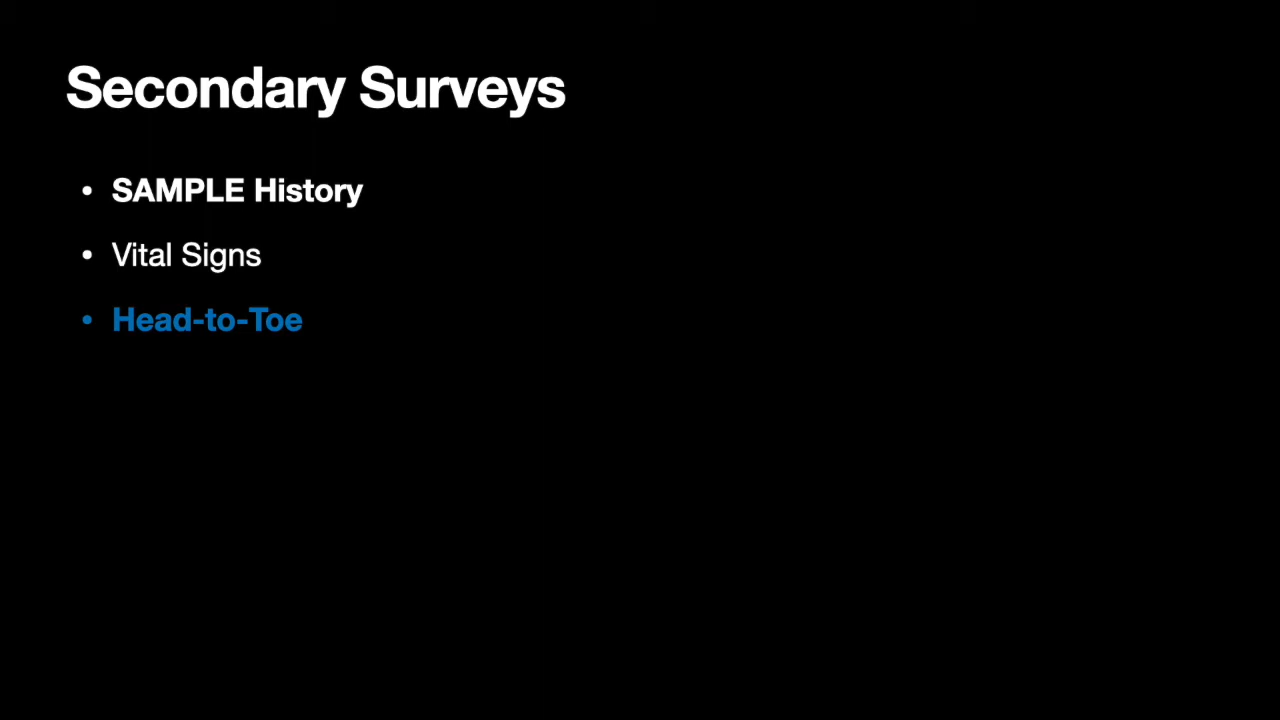 Secondary Surveys
• SAMPLE History
• Vital Signs
• Head-to-Toe